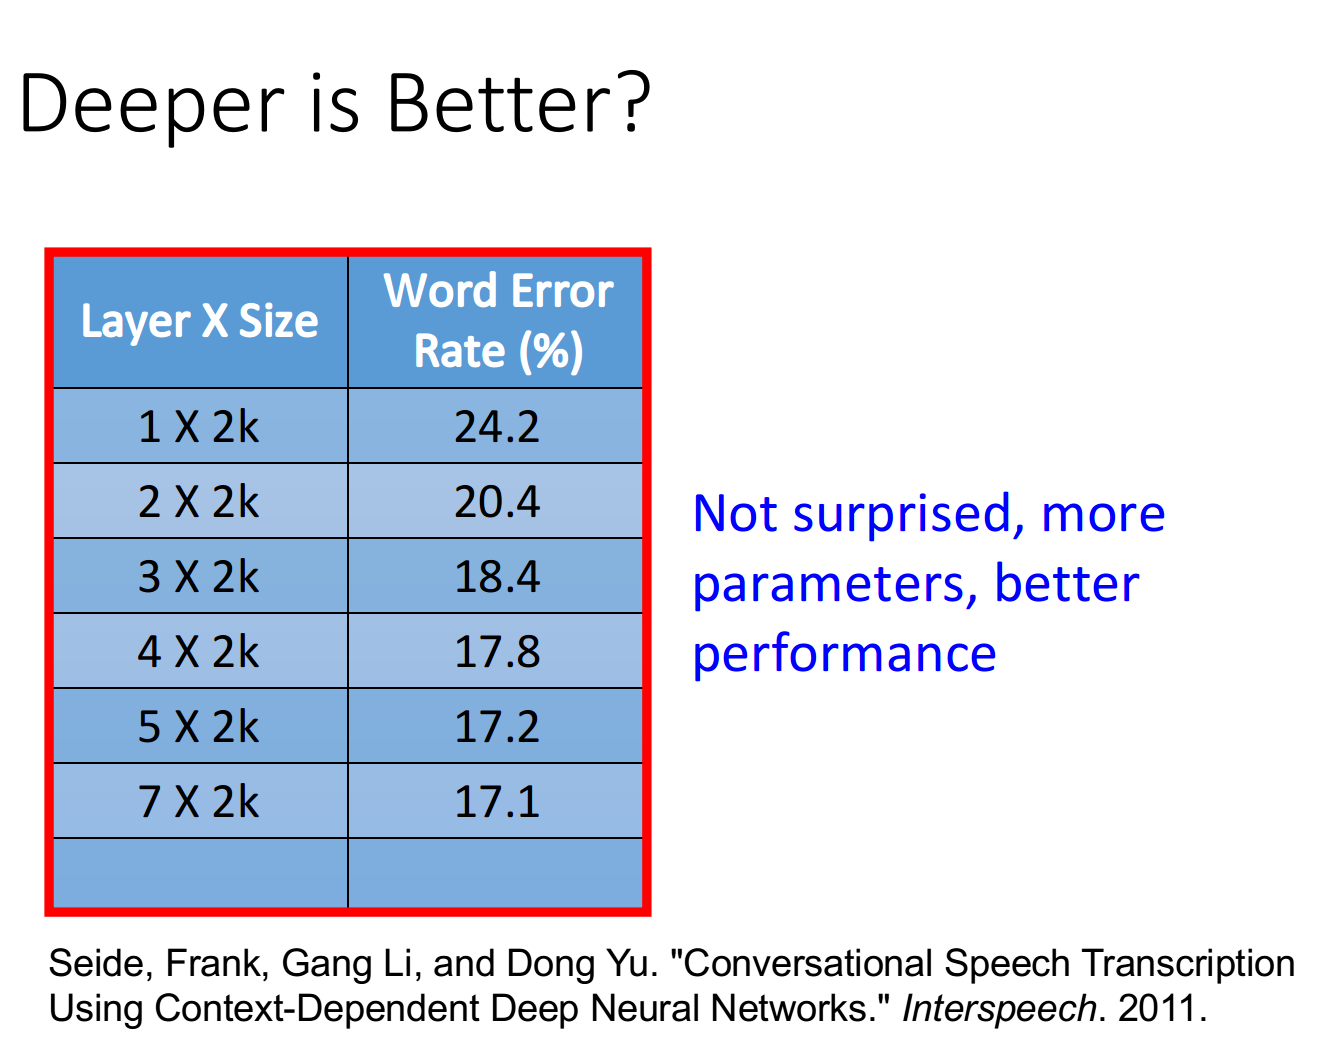 Deeper is Better?
Layer X Size
Word Error
Rate (%)
1 X 2k
24.2
2 X 2k
20.4
3 X 2k
18.4
4 X 2k
17.8
5 X 2k
17.2
7 X 2k
17.1
Not surprised, more
parameters, better
performance
Seide, Frank, Gang Li, and Dong Yu. "Conversational Speech Transcription
Using Context-Dependent Deep Neural Networks." Interspeech. 2011.